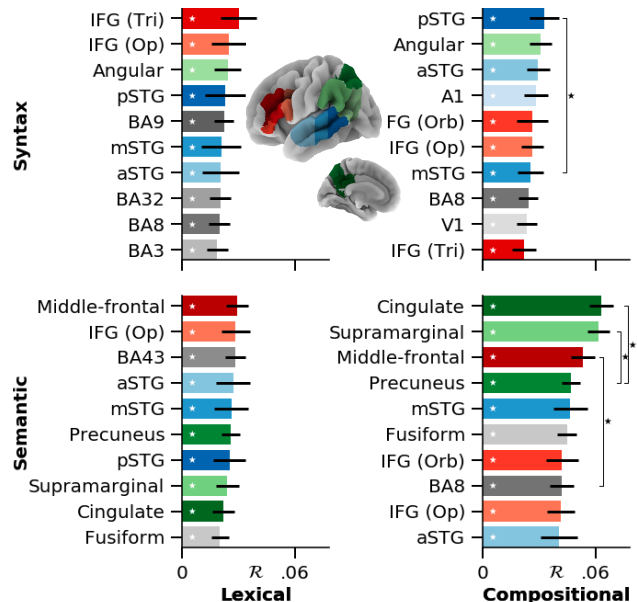 Syntax
IFG (Tri)
IFG (Op)
Angular
pSTG
BA9
mSTG
aSTG
BA32
BA8
BA3
pSTG
Angular
aSTG
A1
FG (Orb)
IFG (Op)
mSTG
BA8
V1
IFG (Tri)
Semantic
Middle-frontal
IFG (Op)
BA43
aSTG
mSTG
Precuneus
pSTG
Supramarginal
Cingulate
Fusiform
0 ℛ .06
Lexical
Cingulate
Supramarginal
Middle-frontal
Precuneus
mSTG
Fusiform
IFG (Orb)
BA8
IFG (Op)
aSTG
0 ℛ .06
Compositional